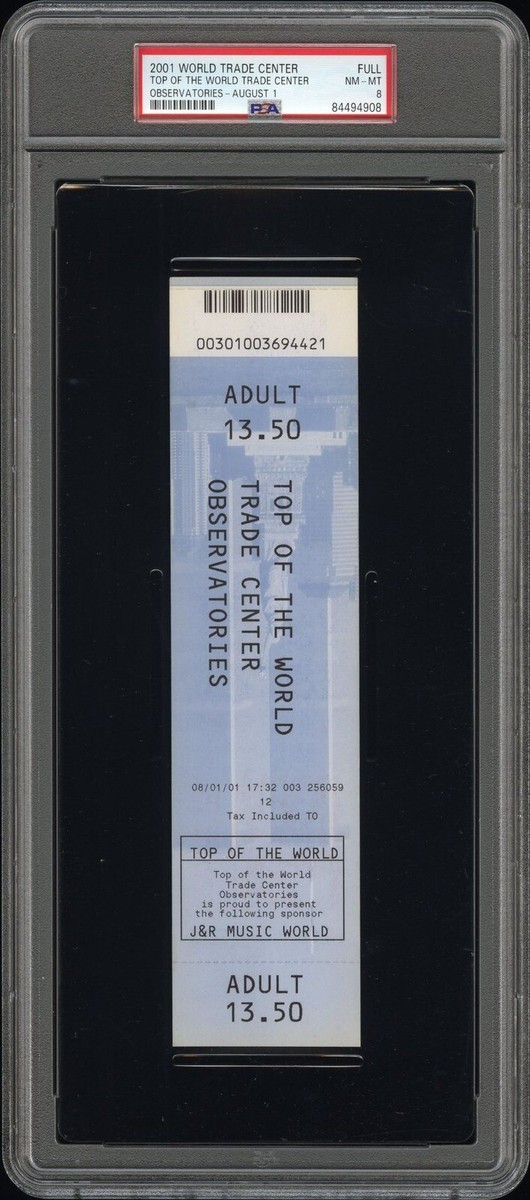 2001 WORLD TRADE CENTER FULL
TOP OF THE WORLD TRADE CENTER NM-MT
OBSERVATORIES - AUGUST 1 8
PSA 84494908
00301003694421
ADULT
13.50
TOP OF THE WORLD
TRADE CENTER
OBSERVATORIES
08/01/01 17:32 003 256059
12
Tax Included TO
TOP OF THE WORLD
Top of the World
Trade Center
Observatories
is proud to present
the following sponsor
J&R MUSIC WORLD
ADULT
13.50